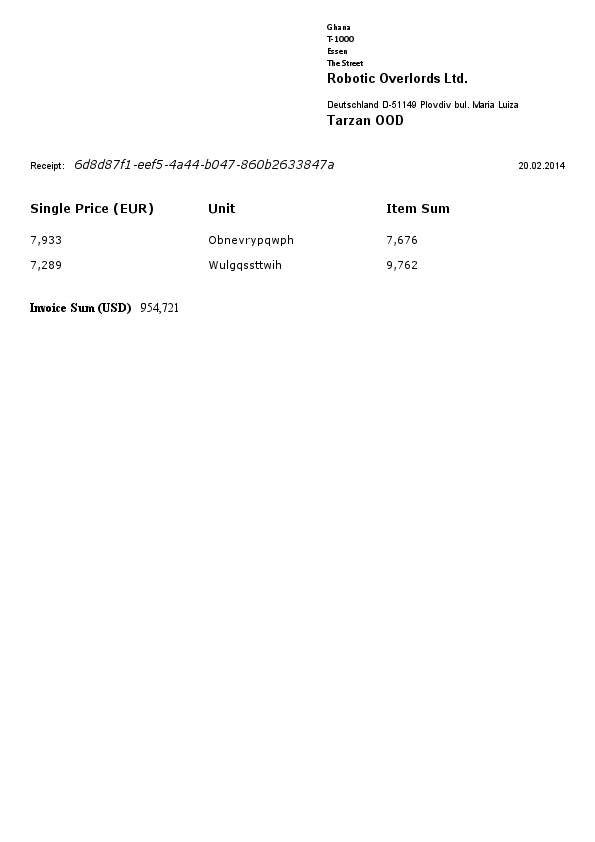 Ghana
T-1000
Essen
The Street
Robotic Overlords Ltd.
Deutschland D-51149 Plovdiv bul. Maria Luiza
Tarzan OOD
Receipt: 6d8d87f1-eef5-4a44-b047-860b2633847a 20.02.2014
Single Price (EUR) Unit Item Sum
7,933 Obnevrypqwph 7,676
7,289 Wulgqssttwih 9,762
Invoice Sum (USD) 954,721